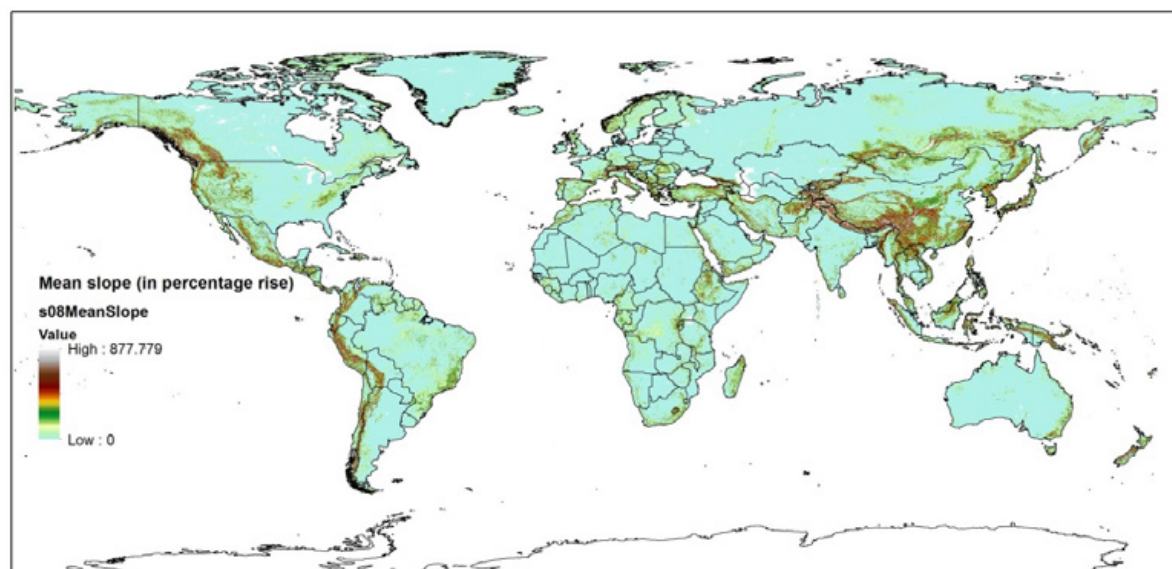 Mean slope (in percentage rise)
s08MeanSlope
Value
High : 877.779
Low : 0